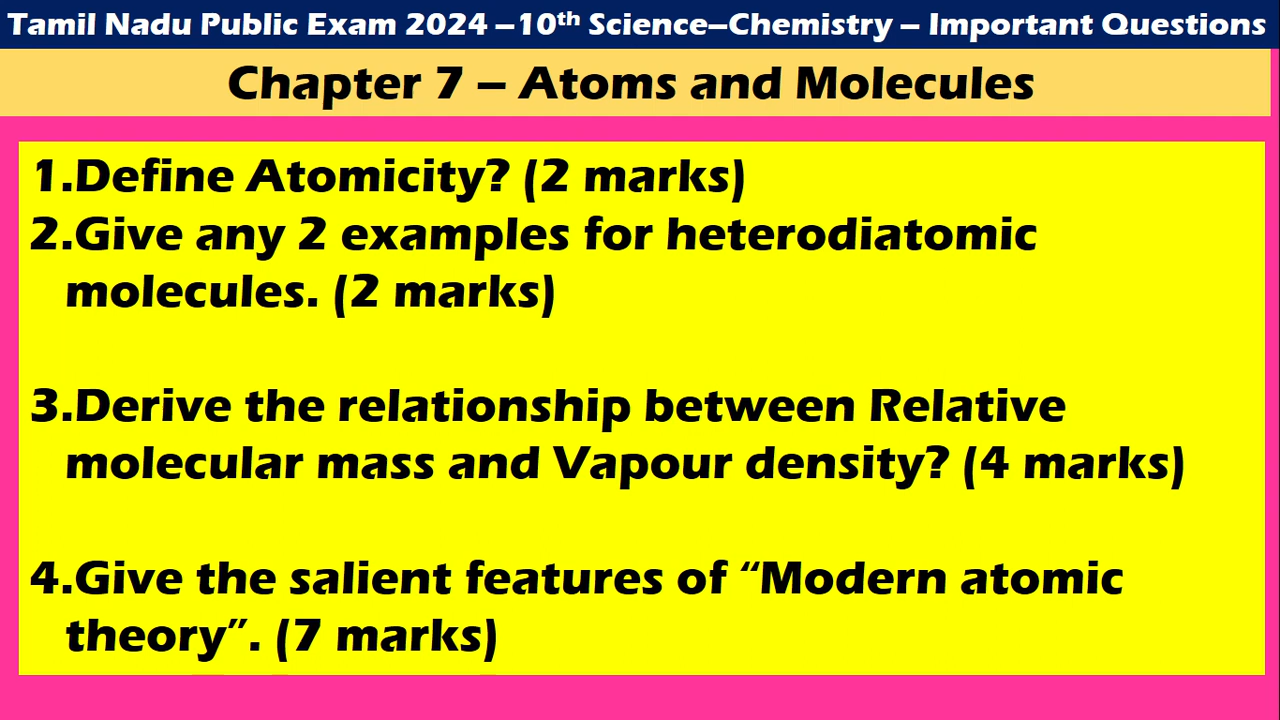 Tamil Nadu Public Exam 2024 –10th Science–Chemistry – Important Questions
Chapter 7 – Atoms and Molecules
1.Define Atomicity? (2 marks)
2.Give any 2 examples for heterodiatomic
molecules. (2 marks)
3.Derive the relationship between Relative
molecular mass and Vapour density? (4 marks)
4.Give the salient features of “Modern atomic
theory”. (7 marks)